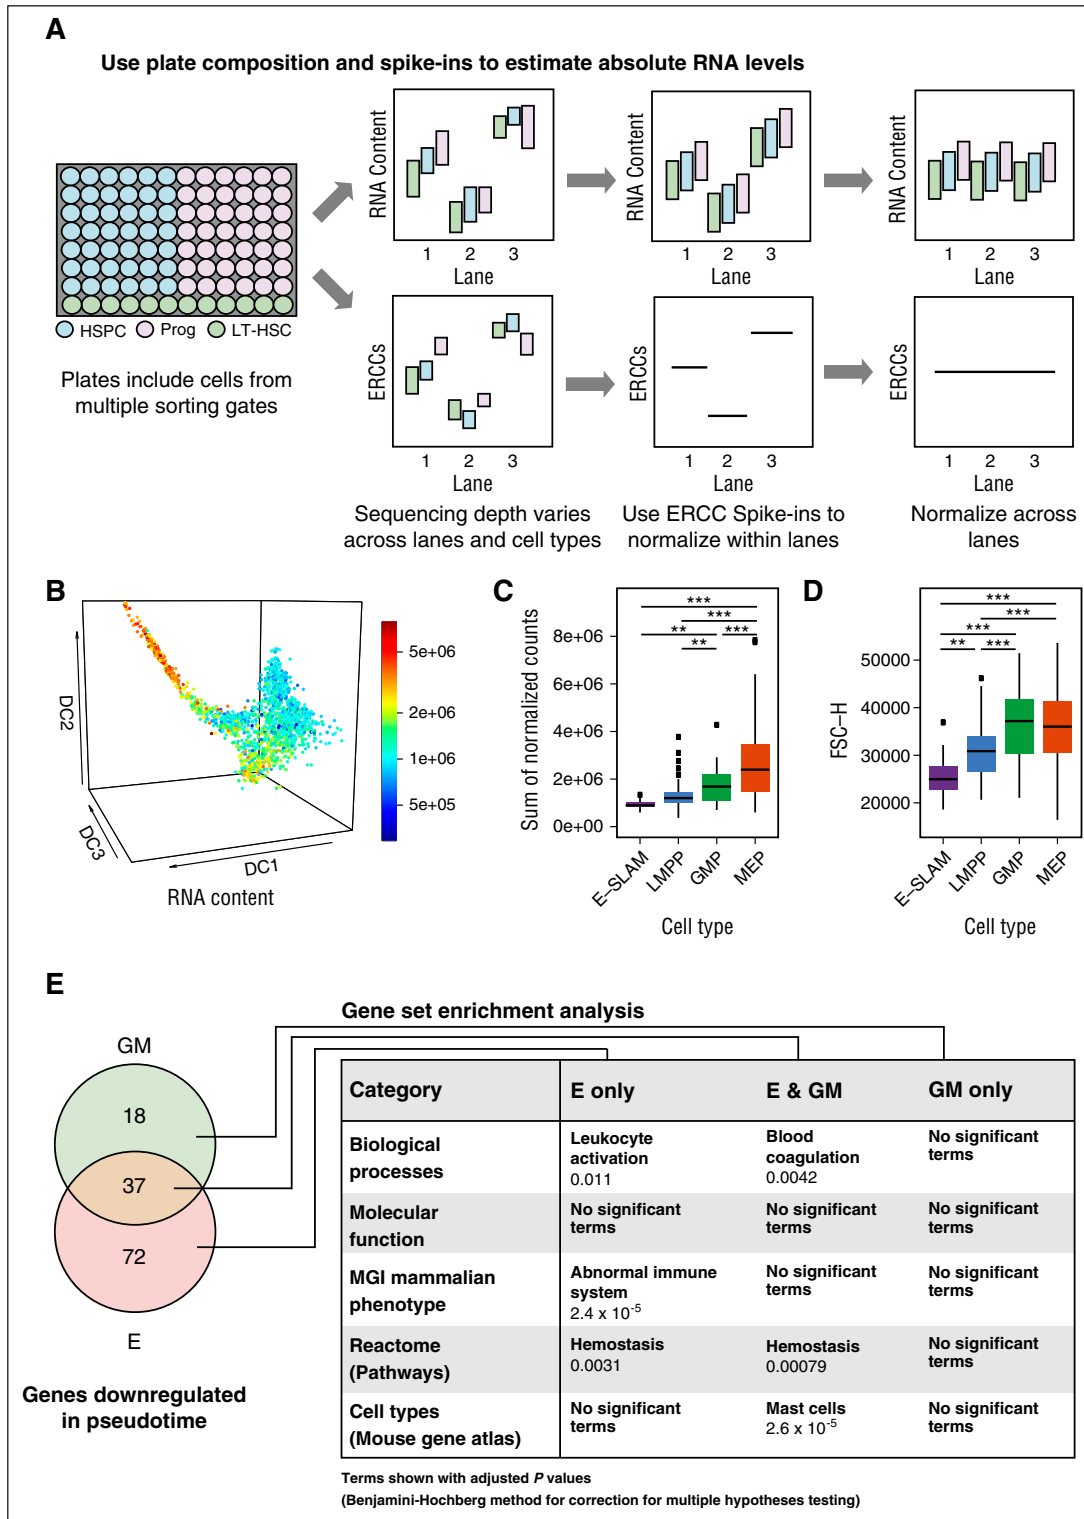 A
Use plate composition and spike-ins to estimate absolute RNA levels
HSPC Prog LT-HSC
Plates include cells from
multiple sorting gates
RNA Content
1 2 3
Lane
RNA Content
1 2 3
Lane
RNA Content
1 2 3
Lane
ERCCs
1 2 3
Lane
ERCCs
1 2 3
Lane
ERCCs
1 2 3
Lane
Sequencing depth varies
across lanes and cell types
Use ERCC Spike-ins to
normalize within lanes
Normalize across
lanes
B
DC2
DC3
DC1
RNA content
5e+06
2e+06
1e+06
5e+05
C
Sum of normalized counts
8e+06
6e+06
4e+06
2e+06
0e+00
***
***
** ***
**
E–SLAM
LMPP
GMP
MEP
Cell type
D
FSC–H
50000
40000
30000
20000
***
***
***
** ***
E–SLAM
LMPP
GMP
MEP
Cell type
E
GM
18
37
72
E
Genes downregulated
in pseudotime
Gene set enrichment analysis
Category E only E & GM GM only
Biological
processes
Leukocyte
activation
0.011
Blood
coagulation
0.0042
No significant
terms
Molecular
function
No significant
terms
No significant
terms
No significant
terms
MGI mammalian
phenotype
Abnormal immune
system
2.4 x 10-5
No significant
terms
No significant
terms
Reactome
(Pathways)
Hemostasis
0.0031
Hemostasis
0.00079
No significant
terms
Cell types
(Mouse gene atlas)
No significant
terms
Mast cells
2.6 x 10-5
No significant
terms
Terms shown with adjusted P values
(Benjamini-Hochberg method for correction for multiple hypotheses testing)